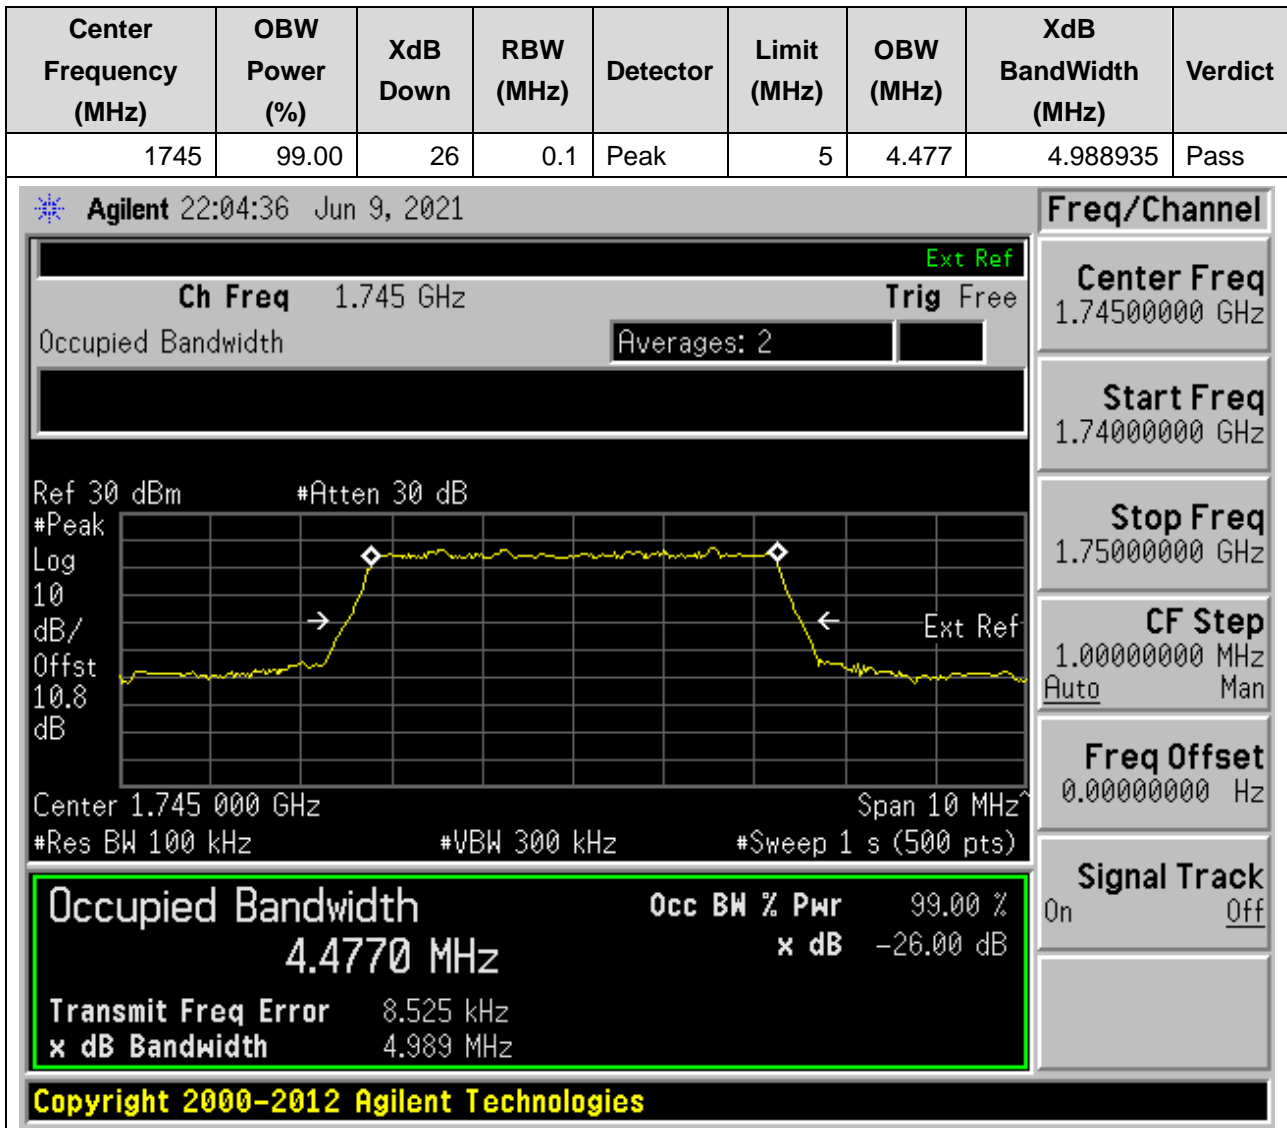 Center Frequency (MHz) OBW Power (%) XdB Down RBW (MHz) Detector Limit (MHz) OBW (MHz) XdB BandWidth (MHz) Verdict
1745 99.00 26 0.1 Peak 5 4.477 4.988935 Pass
Agilent 22:04:36 Jun 9, 2021
Ext Ref
Ch Freq 1.745 GHz Trig Free
Occupied Bandwidth Averages: 2
Ref 30 dBm #Atten 30 dB
#Peak
Log
10
dB/
Offst
10.8
dB
Ext Ref
Center 1.745 000 GHz Span 10 MHz^
#Res BW 100 kHz #VBW 300 kHz #Sweep 1 s (500 pts)
Occupied Bandwidth
4.4770 MHz
Occ BW % Pwr 99.00 %
x dB -26.00 dB
Transmit Freq Error 8.525 kHz
x dB Bandwidth 4.989 MHz
Copyright 2000-2012 Agilent Technologies
Freq/Channel
Center Freq
1.74500000 GHz
Start Freq
1.74000000 GHz
Stop Freq
1.75000000 GHz
CF Step
1.00000000 MHz
Auto Man
Freq Offset
0.00000000 Hz
Signal Track
On Off